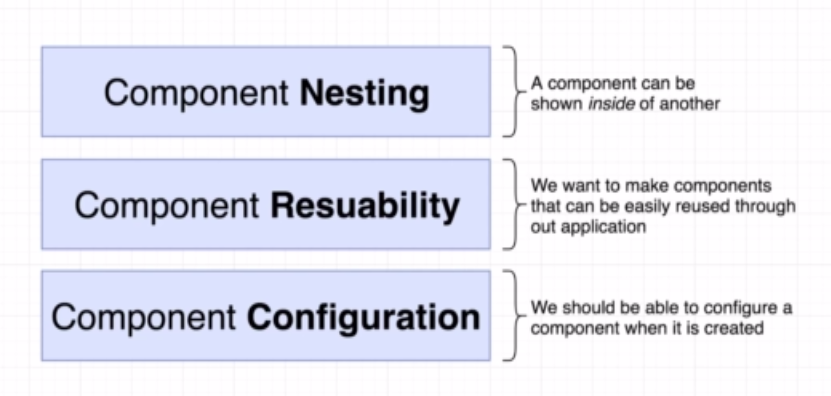 Component Nesting
A component can be
shown inside of another
Component Resuability
We want to make components
that can be easily reused through
out application
Component Configuration
We should be able to configure a
component when it is created